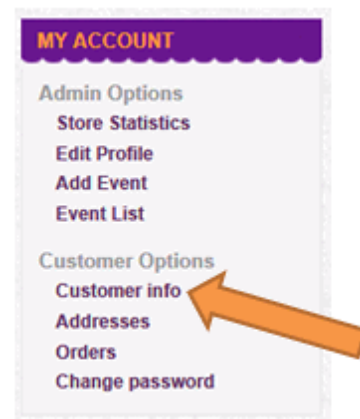 MY ACCOUNT
Admin Options
Store Statistics
Edit Profile
Add Event
Event List
Customer Options
Customer info
Addresses
Orders
Change password